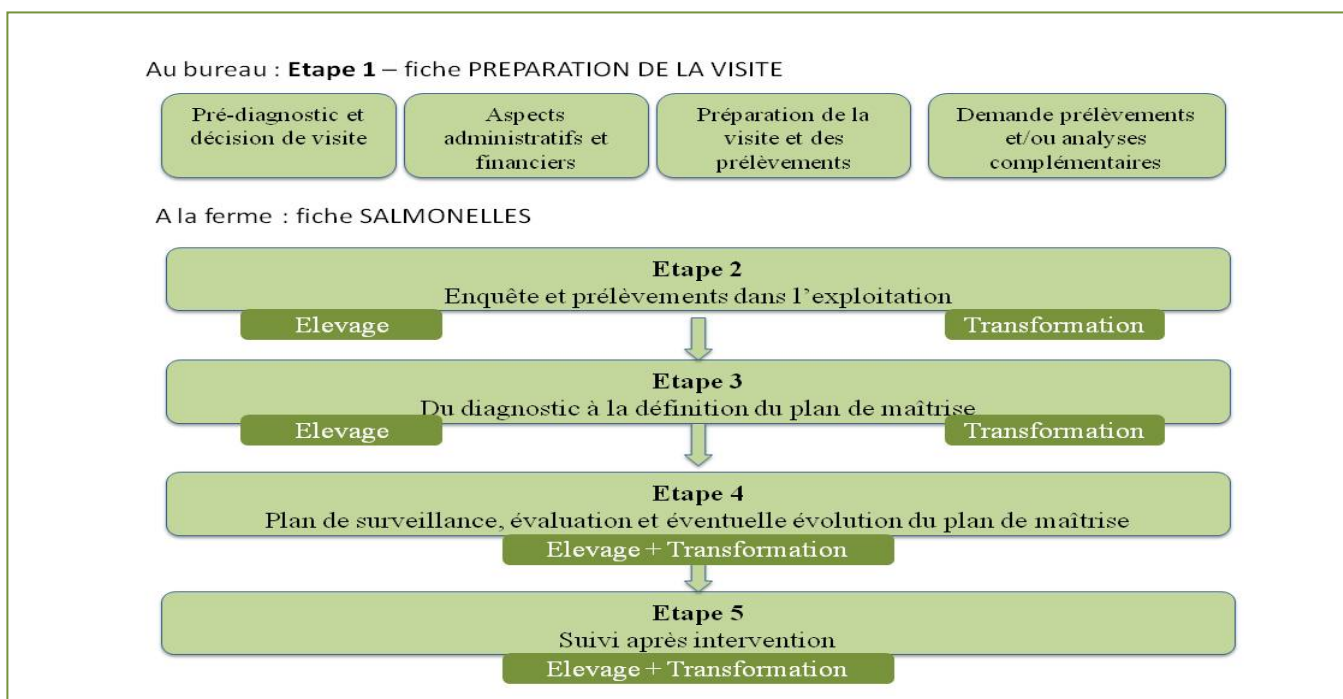 Au bureau : Etape 1 – fiche PREPARATION DE LA VISITE
Pré-diagnostic et
décision de visite
Aspects
administratifs et
financiers
Préparation de la
visite et des
prélèvements
Demande prélèvements
et/ou analyses
complémentaires
A la ferme : fiche SALMONELLES
Etape 2
Enquête et prélèvements dans l’exploitation
Elevage
Transformation
Etape 3
Du diagnostic à la définition du plan de maîtrise
Elevage
Transformation
Etape 4
Plan de surveillance, évaluation et éventuelle évolution du plan de maîtrise
Elevage + Transformation
Etape 5
Suivi après intervention
Elevage + Transformation